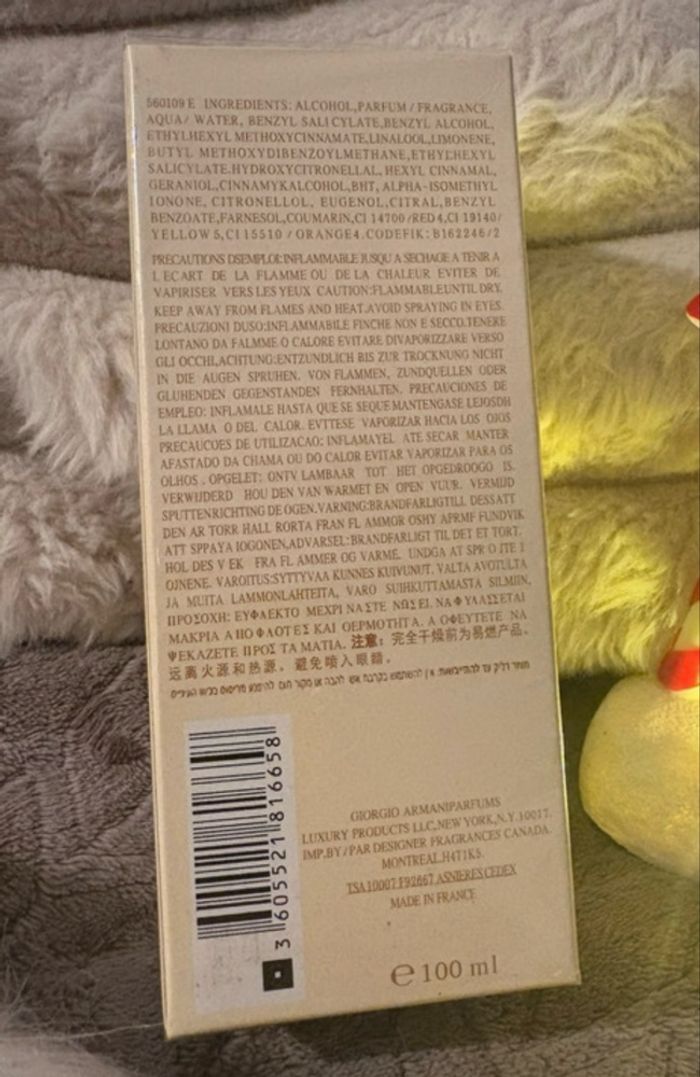 560109 E INGREDIENTS: ALCOHOL,PARFUM / FRAGRANCE,
AQUA/ WATER, BENZYL SALICYLATE,BENZYL ALCOHOL,
ETHYLHEXYL METHOXYCINNAMATE,LINALOOL,LIMONENE,
BUTYL METHOXYDIBENZOYLMETHANE,ETHYLHEXYL
SALICYLATE.HYDROXYCITRONELLAL, HEXYL CINNAMAL,
GERANIOL,CINNAMYKALCOHOL,BHT, ALPHA-ISOMETHYL
IONONE, CITRONELLOL, EUGENOL,CITRAL,BENZYL
BENZOATE,FARNESOL,COUMARIN,CI 14700 /RED4,CI 19140/
YELLOW 5,CI 15510 / ORANGE4.CODEFIK: B162246/2
PRECAUTIONS DSEMPLOI:INFLAMMABLE JUSQU A SECHAGE A TENIR A
L ECART DE LA FLAMME OU DE LA CHALEUR EVITER DE
VAPIRISER VERS LES YEUX CAUTION:FLAMMABLEUNTIL DRY.
KEEP AWAY FROM FLAMES AND HEAT.AVOID SPRAYING IN EYES.
PRECAUZIONI DUSO:INFLAMMABILE FINCHE NON E SECCO.TENERE
LONTANO DA FALMME O CALORE EVITARE DIVAPORIZZARE VERSO
GLI OCCHI,ACHTUNG:ENTZUNDLICH BIS ZUR TROCKNUNG NICHT
IN DIE AUGEN SPRUHEN. VON FLAMMEN, ZUNDQUELLEN ODER
GLUHENDEN GEGENSTANDEN FERNHALTEN. PRECAUCIONES DE
EMPLEO: INFLAMALE HASTA QUE SE SEQUE MANTENGASE LEJOSDH
LA LLAMA O DEL CALOR. EVTTESE VAPORIZAR HACIA LOS OJOS
PRECAUCOES DE UTILIZACAO: INFLAMAYEL ATE SECAR MANTER
AFASTADO DA CHAMA OU DO CALOR EVITAR VAPORIZAR PARA OS
OLHOS . OPGELET: ONTV LAMBAAR TOT HET OPGEDROOGO IS.
VERWIJDERD HOU DEN VAN WARMET EN OPEN VUUR. VERMIJD
SPUTTENRICHTING DE OGEN.VARNING:BRANDFARLIGTILL DESSATT
DEN AR TORR HALL RORTA FRAN FL AMMOR OSHY APRMF FUNDVIK
ATT SPPAYA IOGONEN,ADVARSEL:BRANDFARLIGT TIL DET ET TORT.
HOL DES V EK FRA FL AMMER OG VARME. UNDGA AT SPR O JTE I
OJNENE. VAROITUS:SYTTYVAA KUNNES KUIVUNUT. VALTA AVOTULTA
JA MUITA LAMMONLAHTEITA, VARO SUIHKUTTAMASTA SILMIIN,
ΠΡΟΣΟΧΗ: ΕΥΦΛΕΚΤΟ ΜΕΧΡΙ ΝΑ ΣΤΕ ΝΩΣΕΙ. ΝΑ ΦΥΛΑΣΣΕΤΑΙ
ΜΑΚΡΙΑ Α ΠΟ ΦΛΟΤΕΣ ΚΑΙ ΘΕΡΜΟΤΗΤΑ. Α ΟΦΕΥΤΕΤΕ ΝΑ
ΨΕΚΑΖΕΤΕ ΠΡΟΣ ΤΑ ΜΑΤΙΑ. 注意: 完全干燥前为易燃产品。
远离火源和热源。避免喷入眼睛。
3 605521 816658
GIORGIO ARMANIPARFUMS
LUXURY PRODUCTS LLC,NEW YORK,N.Y.10017.
IMP.BY / PAR DESIGNER FRAGRANCES CANADA.
MONTREAL.H4T1K5.
TSA 10007 F92667 ASNIERES CEDEX
MADE IN FRANCE
℮ 100 ml